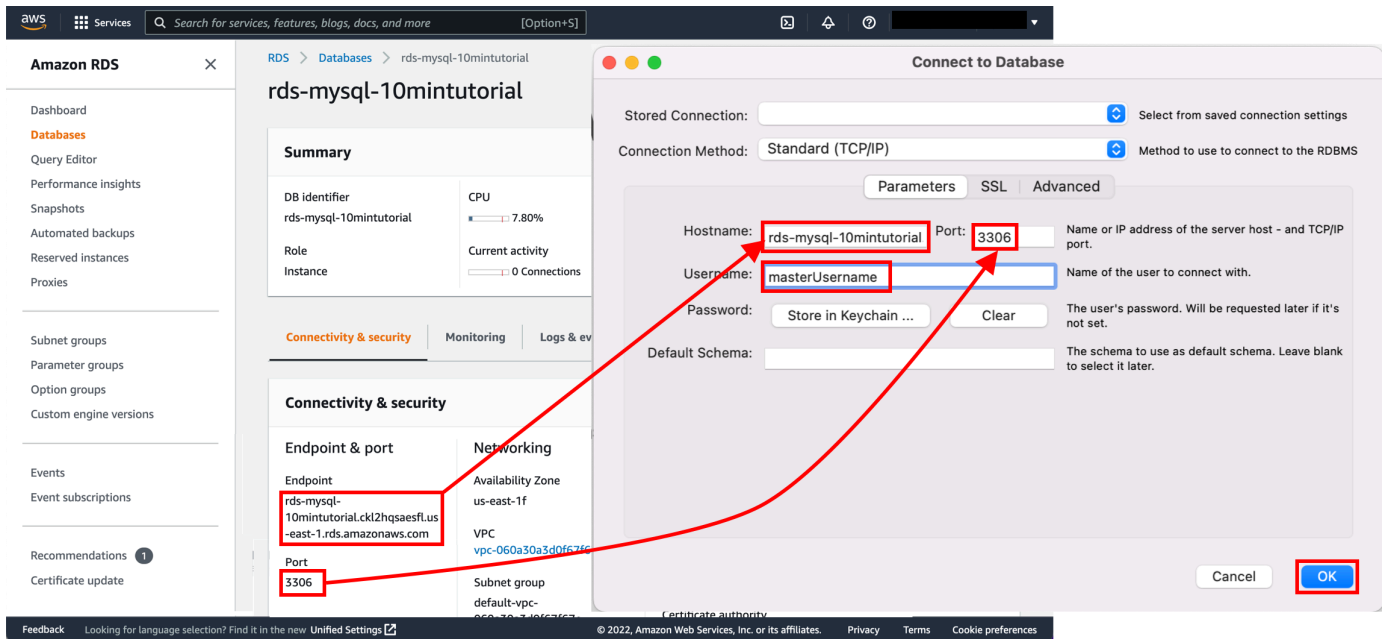 aws
Services
Search for services, features, blogs, docs, and more
[Option+S]
Amazon RDS
Dashboard
Databases
Query Editor
Performance insights
Snapshots
Automated backups
Reserved instances
Proxies
Subnet groups
Parameter groups
Option groups
Custom engine versions
Events
Event subscriptions
Recommendations 1
Certificate update
RDS > Databases > rds-mysql-10mintutorial
rds-mysql-10mintutorial
Summary
DB identifier
rds-mysql-10mintutorial
CPU
7.80%
Role
Instance
Current activity
0 Connections
Connectivity & security
Monitoring
Logs & ev
Connectivity & security
Endpoint & port
Endpoint
rds-mysql-
10mintutorial.ckl2hqsaesfl.us
-east-1.rds.amazonaws.com
Port
3306
Networking
Availability Zone
us-east-1f
VPC
vpc-060a30a3d0f67f6
Subnet group
default-vpc-
Certificate authority
Connect to Database
Stored Connection:
Select from saved connection settings
Connection Method: Standard (TCP/IP)
Method to use to connect to the RDBMS
Parameters SSL Advanced
Hostname: rds-mysql-10mintutorial Port: 3306
Name or IP address of the server host - and TCP/IP
port.
Username: masterUsername
Name of the user to connect with.
Password: Store in Keychain ... Clear
The user's password. Will be requested later if it's
not set.
Default Schema:
The schema to use as default schema. Leave blank
to select it later.
Cancel OK
Feedback Looking for language selection? Find it in the new Unified Settings
© 2022, Amazon Web Services, Inc. or its affiliates. Privacy Terms Cookie preferences